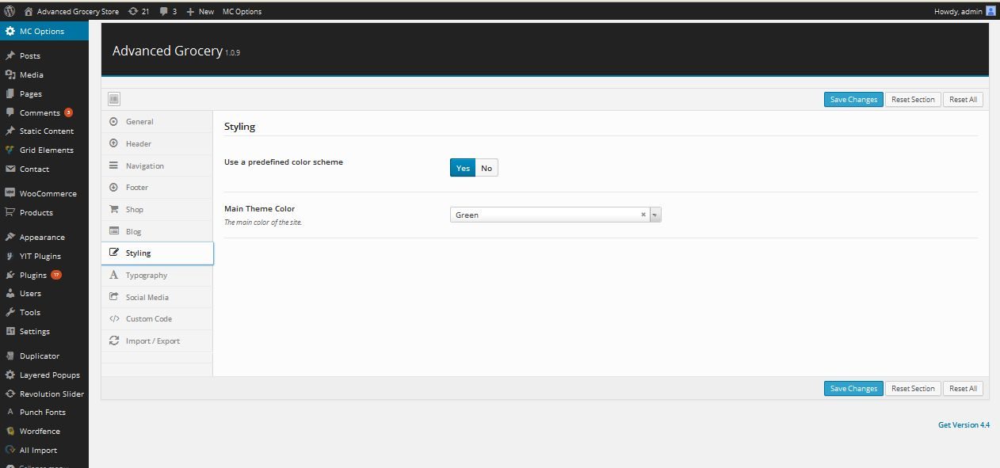 Advanced Grocery Store 21 3 New MC Options Howdy, admin
MC Options
Posts
Media
Pages
Comments 3
Static Content
Grid Elements
Contact
WooCommerce
Products
Appearance
YIT Plugins
Plugins 17
Users
Tools
Settings
Duplicator
Layered Popups
Revolution Slider
Punch Fonts
Wordfence
All Import
Advanced Grocery 1.0.9
Save Changes Reset Section Reset All
General
Header
Navigation
Footer
Shop
Blog
Styling
Typography
Social Media
Custom Code
Import / Export
Styling
Use a predefined color scheme
Yes No
Main Theme Color
The main color of the site.
Green
Save Changes Reset Section Reset All
Get Version 4.4